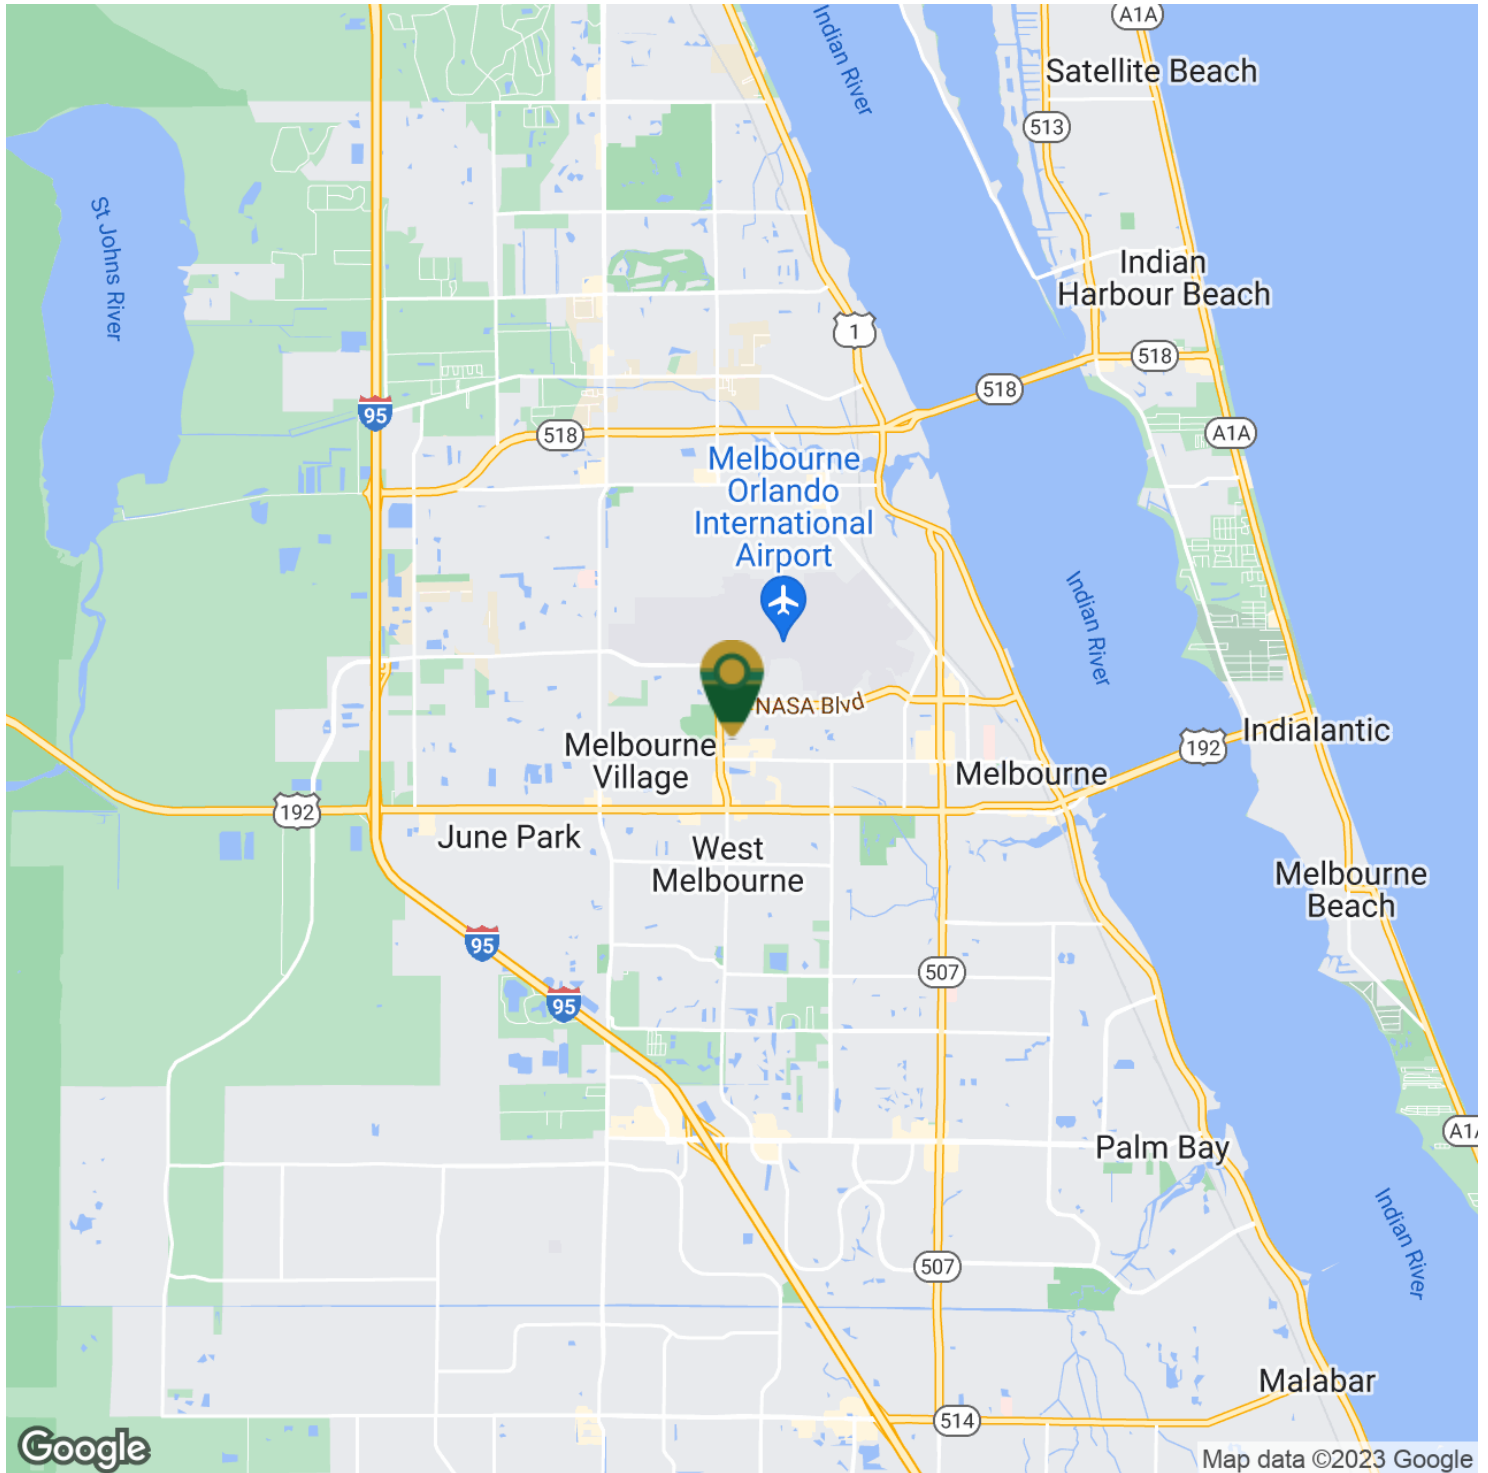 A1A
Indian River
Satellite Beach
513
St Johns River
Indian
Harbour Beach
1
518
518
95
518
A1A
Melbourne
Orlando
International
Airport
Indian River
NASA Blvd
Indialantic
192
Melbourne
Village
Melbourne
192
June Park
West
Melbourne
Melbourne
Beach
95
507
95
A1A
Palm Bay
Indian River
507
Malabar
514
Google
Map data ©2023 Google